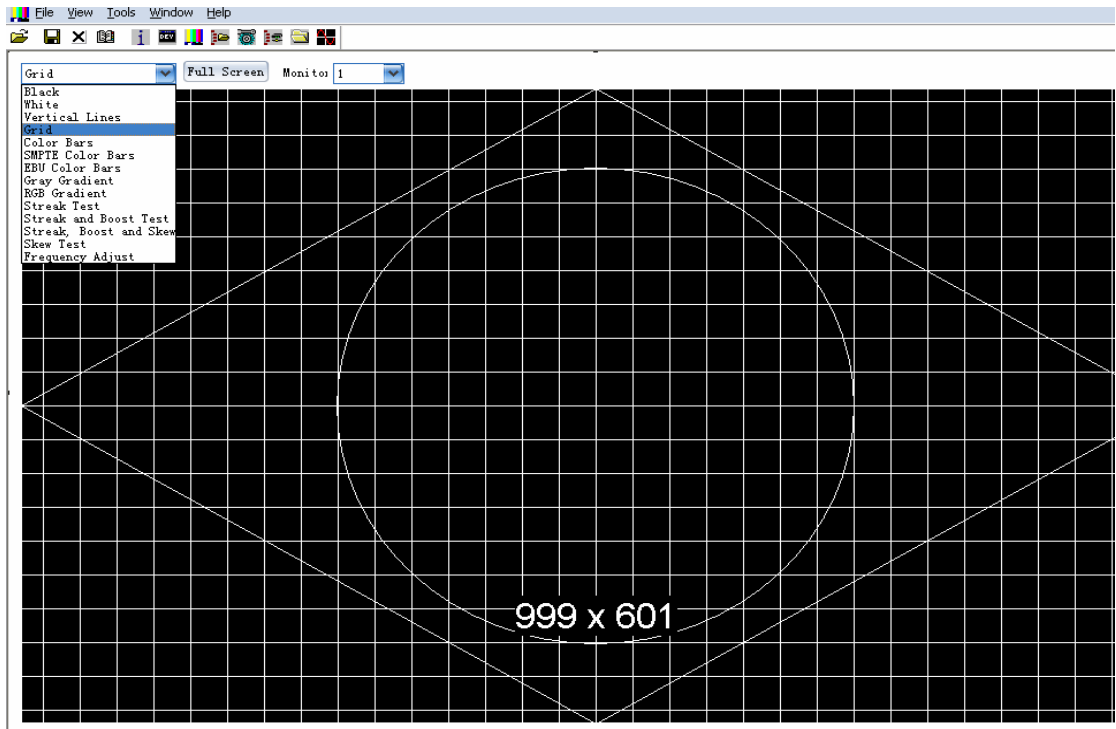 File View Tools Window Help
i DEV
Grid Full Screen Monitor 1
Black
White
Vertical Lines
Grid
Color Bars
SMPTE Color Bars
EBU Color Bars
Gray Gradient
RGB Gradient
Streak Test
Streak and Boost Test
Streak, Boost and Skew
Skew Test
Frequency Adjust
999 x 601